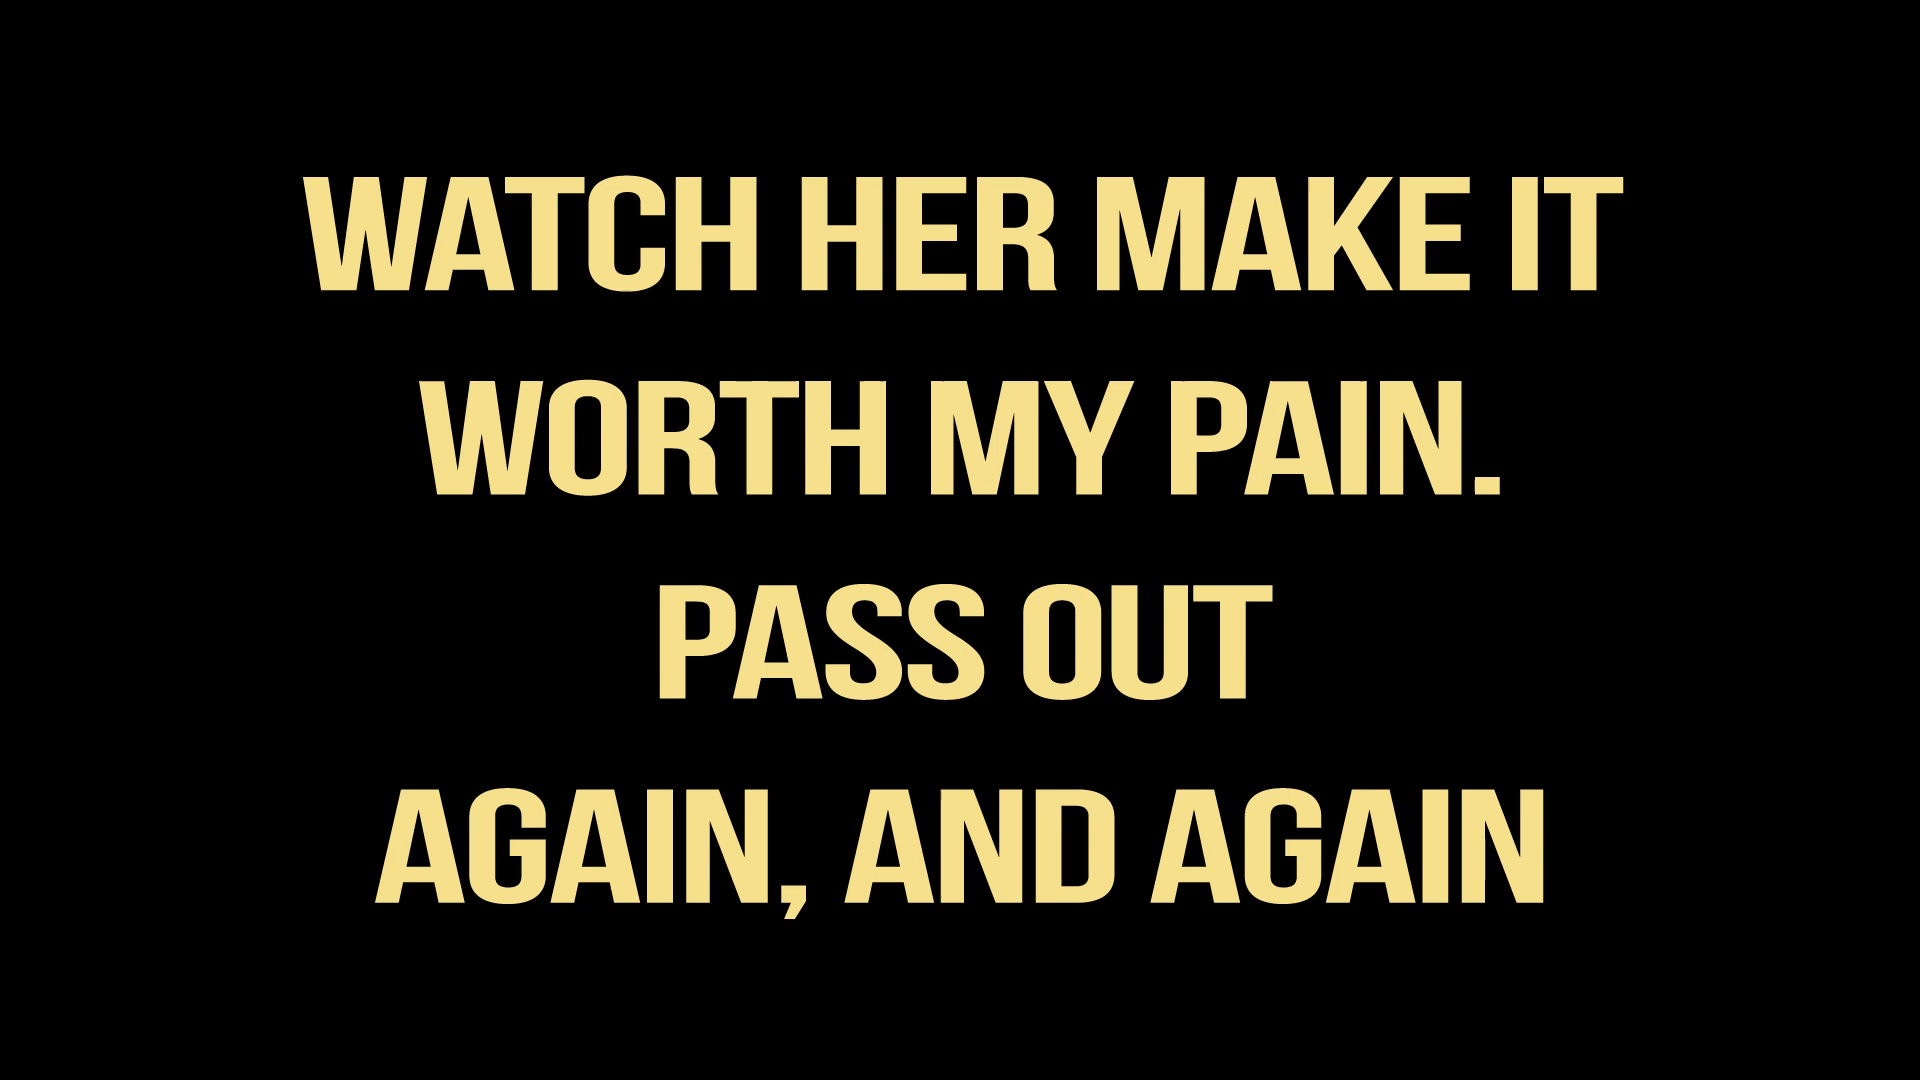 WATCH HER MAKE IT
WORTH MY PAIN.
PASS OUT
AGAIN, AND AGAIN